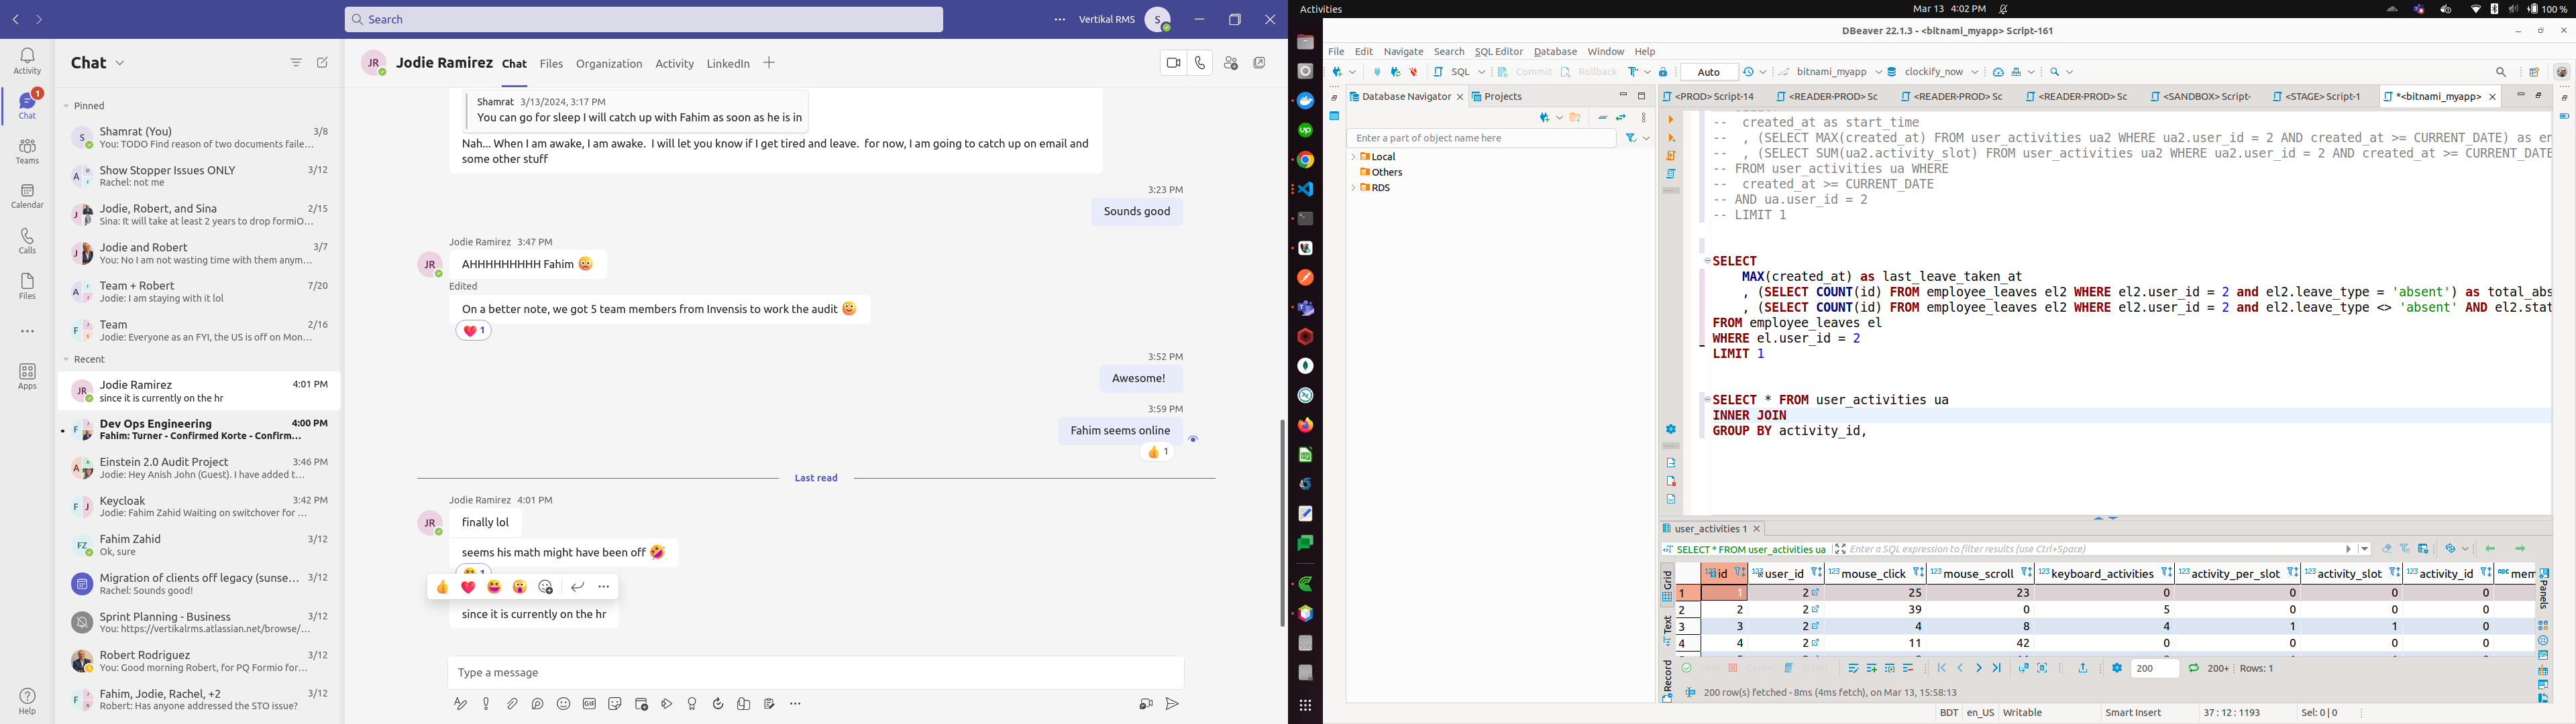 Search
Vertikal RMS
S
Activity
Chat
1
Teams
Calendar
Calls
Files
Apps
Help
Chat
Pinned
Shamrat (You) 3/8
You: TODO Find reason of two documents faile...
Show Stopper Issues ONLY 3/12
Rachel: not me
Jodie, Robert, and Sina 2/15
Sina: It will take at least 2 years to drop formiO...
Jodie and Robert 3/7
You: No I am not wasting time with them anym...
Team + Robert 7/20
Jodie: I am staying with it lol
Team 2/16
Jodie: Everyone as an FYI, the US is off on Mon...
Recent
Jodie Ramirez 4:01 PM
since it is currently on the hr
Dev Ops Engineering 4:00 PM
Fahim: Turner - Confirmed Korte - Confirm...
Einstein 2.0 Audit Project 3:46 PM
Jodie: Hey Anish John (Guest). I have added t...
Keycloak 3:42 PM
Jodie: Fahim Zahid Waiting on switchover for ...
Fahim Zahid 3/12
Ok, sure
Migration of clients off legacy (sunse... 3/12
Rachel: Sounds good!
Sprint Planning - Business 3/12
You: https://vertikalrms.atlassian.net/browse/...
Robert Rodriguez 3/12
You: Good morning Robert, for PQ Formio for...
Fahim, Jodie, Rachel, +2 3/12
Robert: Has anyone addressed the STO issue?
JR Jodie Ramirez Chat Files Organization Activity LinkedIn
Shamrat 3/13/2024, 3:17 PM
You can go for sleep I will catch up with Fahim as soon as he is in
Nah... When I am awake, I am awake. I will let you know if I get tired and leave. for now, I am going to catch up on email and
some other stuff
3:23 PM
Sounds good
Jodie Ramirez 3:47 PM
JR
AHHHHHHHHH Fahim
Edited
On a better note, we got 5 team members from Invensis to work the audit
1
3:52 PM
Awesome!
3:59 PM
Fahim seems online
1
Last read
Jodie Ramirez 4:01 PM
JR
finally lol
seems his math might have been off
1
since it is currently on the hr
Type a message
Activities
Mar 13 4:02 PM
100 %
DBeaver 22.1.3 - <bitnami_myapp> Script-161
File Edit Navigate Search SQL Editor Database Window Help
SQL Commit Rollback Auto bitnami_myapp clockify_now
Database Navigator Projects
Enter a part of object name here
Local
Others
RDS
<PROD> Script-14 <READER-PROD> Sc <READER-PROD> Sc <READER-PROD> Sc <SANDBOX> Script- <STAGE> Script-1 *<bitnami_myapp>
-- created_at as start_time
-- , (SELECT MAX(created_at) FROM user_activities ua2 WHERE ua2.user_id = 2 AND created_at >= CURRENT_DATE) as en
-- , (SELECT SUM(ua2.activity_slot) FROM user_activities ua2 WHERE ua2.user_id = 2 AND created_at >= CURRENT_DATE
-- FROM user_activities ua WHERE
-- created_at >= CURRENT_DATE
-- AND ua.user_id = 2
-- LIMIT 1
SELECT
MAX(created_at) as last_leave_taken_at
, (SELECT COUNT(id) FROM employee_leaves el2 WHERE el2.user_id = 2 and el2.leave_type = 'absent') as total_abs
, (SELECT COUNT(id) FROM employee_leaves el2 WHERE el2.user_id = 2 and el2.leave_type <> 'absent' AND el2.stat
FROM employee_leaves el
WHERE el.user_id = 2
LIMIT 1
SELECT * FROM user_activities ua
INNER JOIN
GROUP BY activity_id,
user_activities 1
SELECT * FROM user_activities ua Enter a SQL expression to filter results (use Ctrl+Space)
Grid
Text
Record
Panels
id user_id mouse_click mouse_scroll keyboard_activities activity_per_slot activity_slot activity_id mem
1 1 2 25 23 0 0 0 0
2 2 2 39 0 5 0 0 0
3 3 2 4 8 4 1 1 0
4 4 2 11 42 0 0 0 0
200 200+ Rows: 1
200 row(s) fetched - 8ms (4ms fetch), on Mar 13, 15:58:13
BDT en_US Writable Smart Insert 37 : 12 : 1193 Sel: 0 | 0